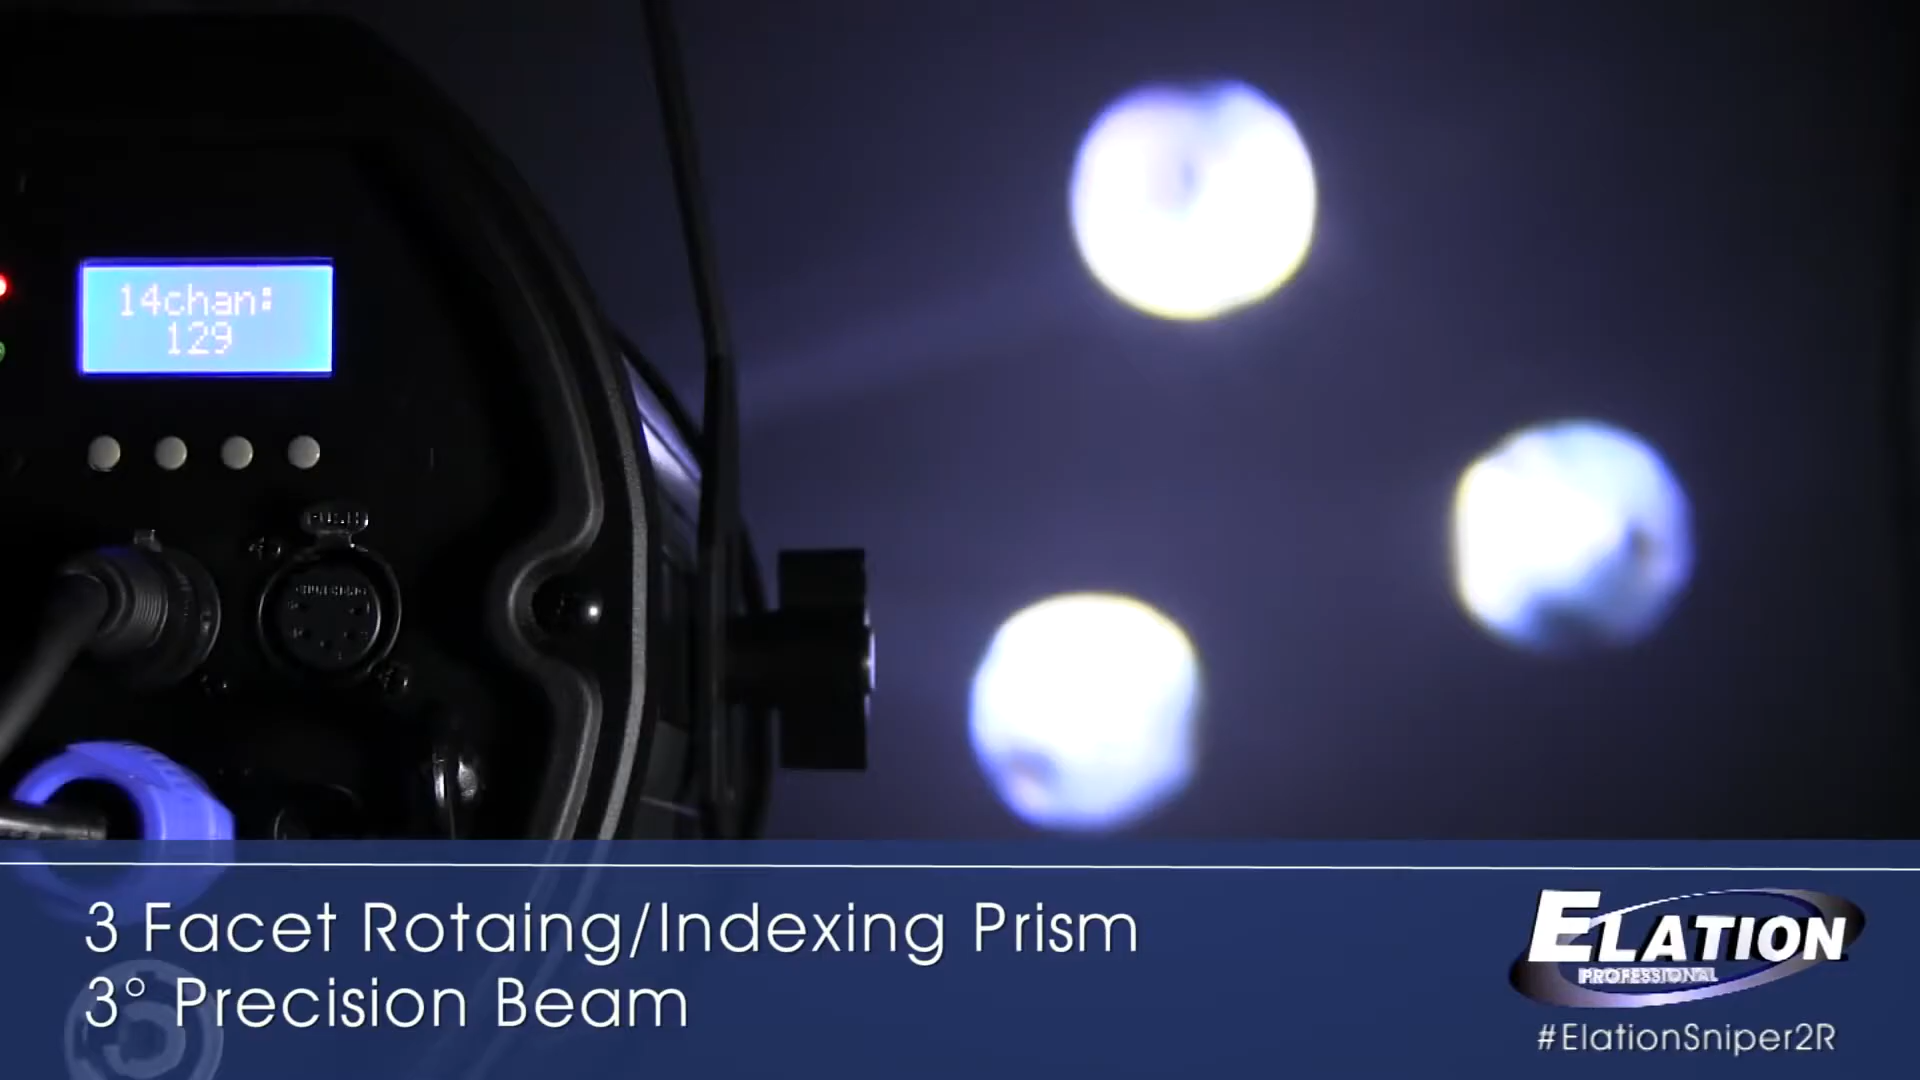 14chan:
129
PUSH
3 Facet Rotaing/Indexing Prism
3° Precision Beam
ELATION
PROFESSIONAL
#ElationSniper2R